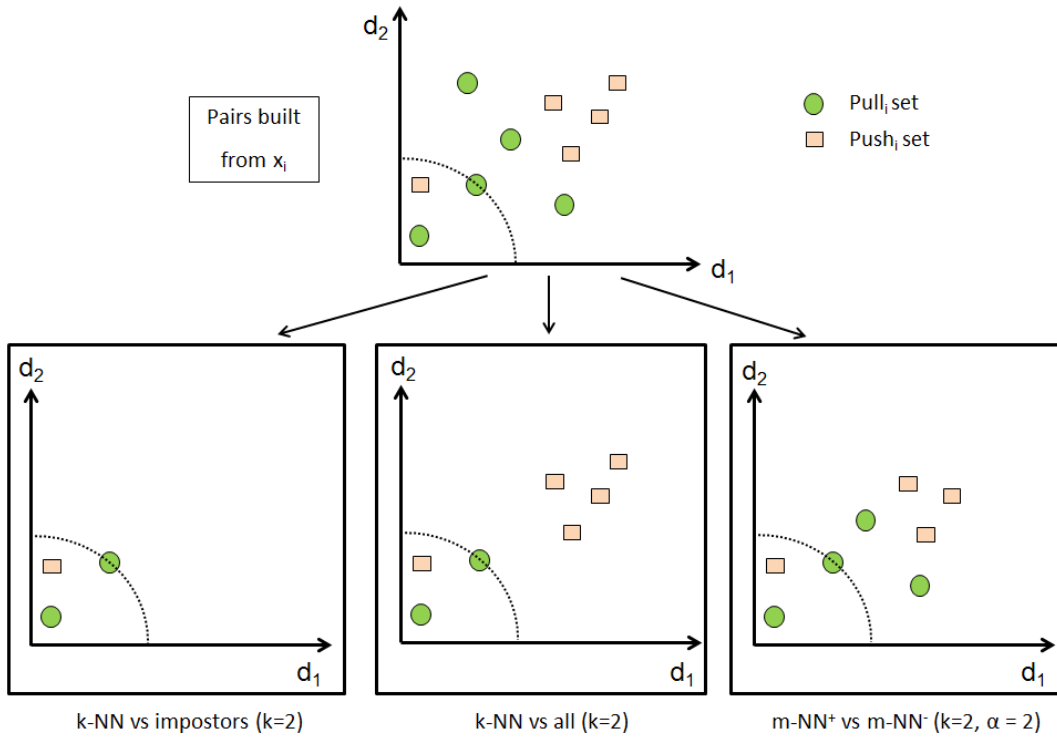 d₂
Pairs built
from xᵢ
Pullᵢ set
Pushᵢ set
d₁
d₂
d₁
d₂
d₁
d₂
d₁
k-NN vs impostors (k=2)
k-NN vs all (k=2)
m-NN⁺ vs m-NN⁻ (k=2, α = 2)